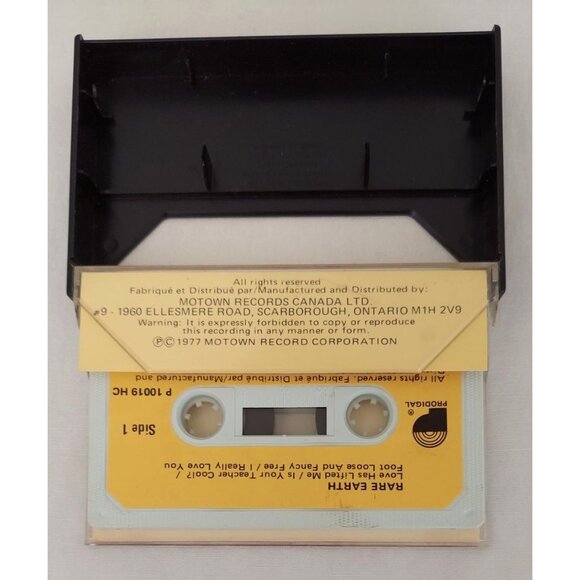 All rights reserved
Fabriqué et Distribué par/Manufactured and Distributed by:
MOTOWN RECORDS CANADA LTD.
#9 - 1960 ELLESMERE ROAD, SCARBOROUGH, ONTARIO M1H 2V9
Warning: It is expressly forbidden to copy or reproduce
this recording in any manner or form.
ⓅⒸ1977 MOTOWN RECORD CORPORATION
RARE EARTH
Love Has Lifted Me / Is Your Teacher Cool? /
Foot Loose And Fancy Free / I Really Love You
PRODIGAL®
Side 1
P 10019 HC
All rights reserved. Fabriqué et Distribué par/Manufactured and